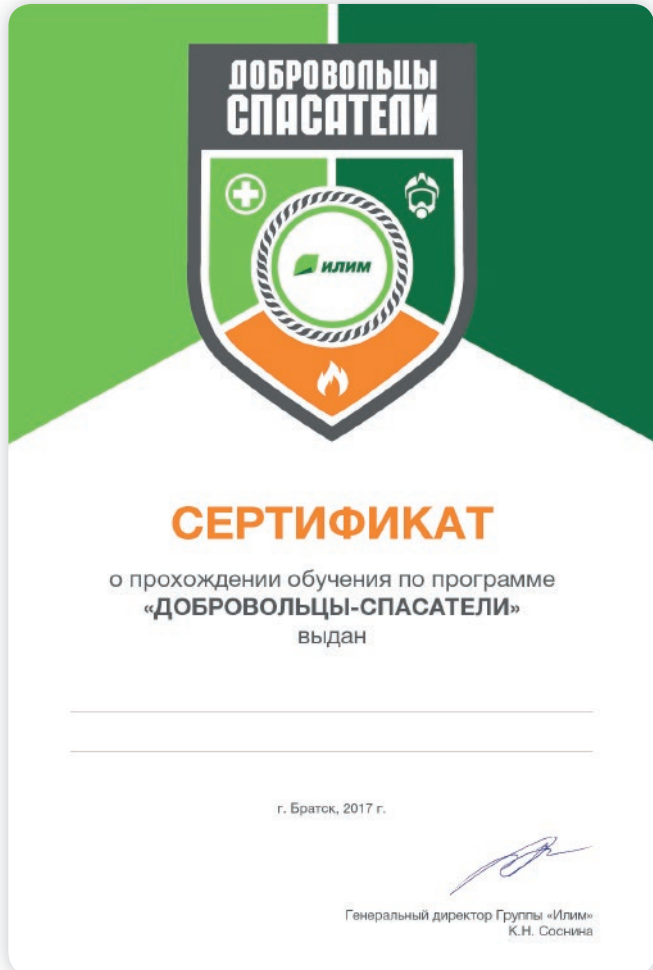 ДОБРОВОЛЬЦЫ
СПАСАТЕЛИ
ИЛИМ
СЕРТИФИКАТ
о прохождении обучения по программе
«ДОБРОВОЛЬЦЫ-СПАСАТЕЛИ»
выдан
г. Братск, 2017 г.
Генеральный директор Группы «Илим»
К.Н. Соснина